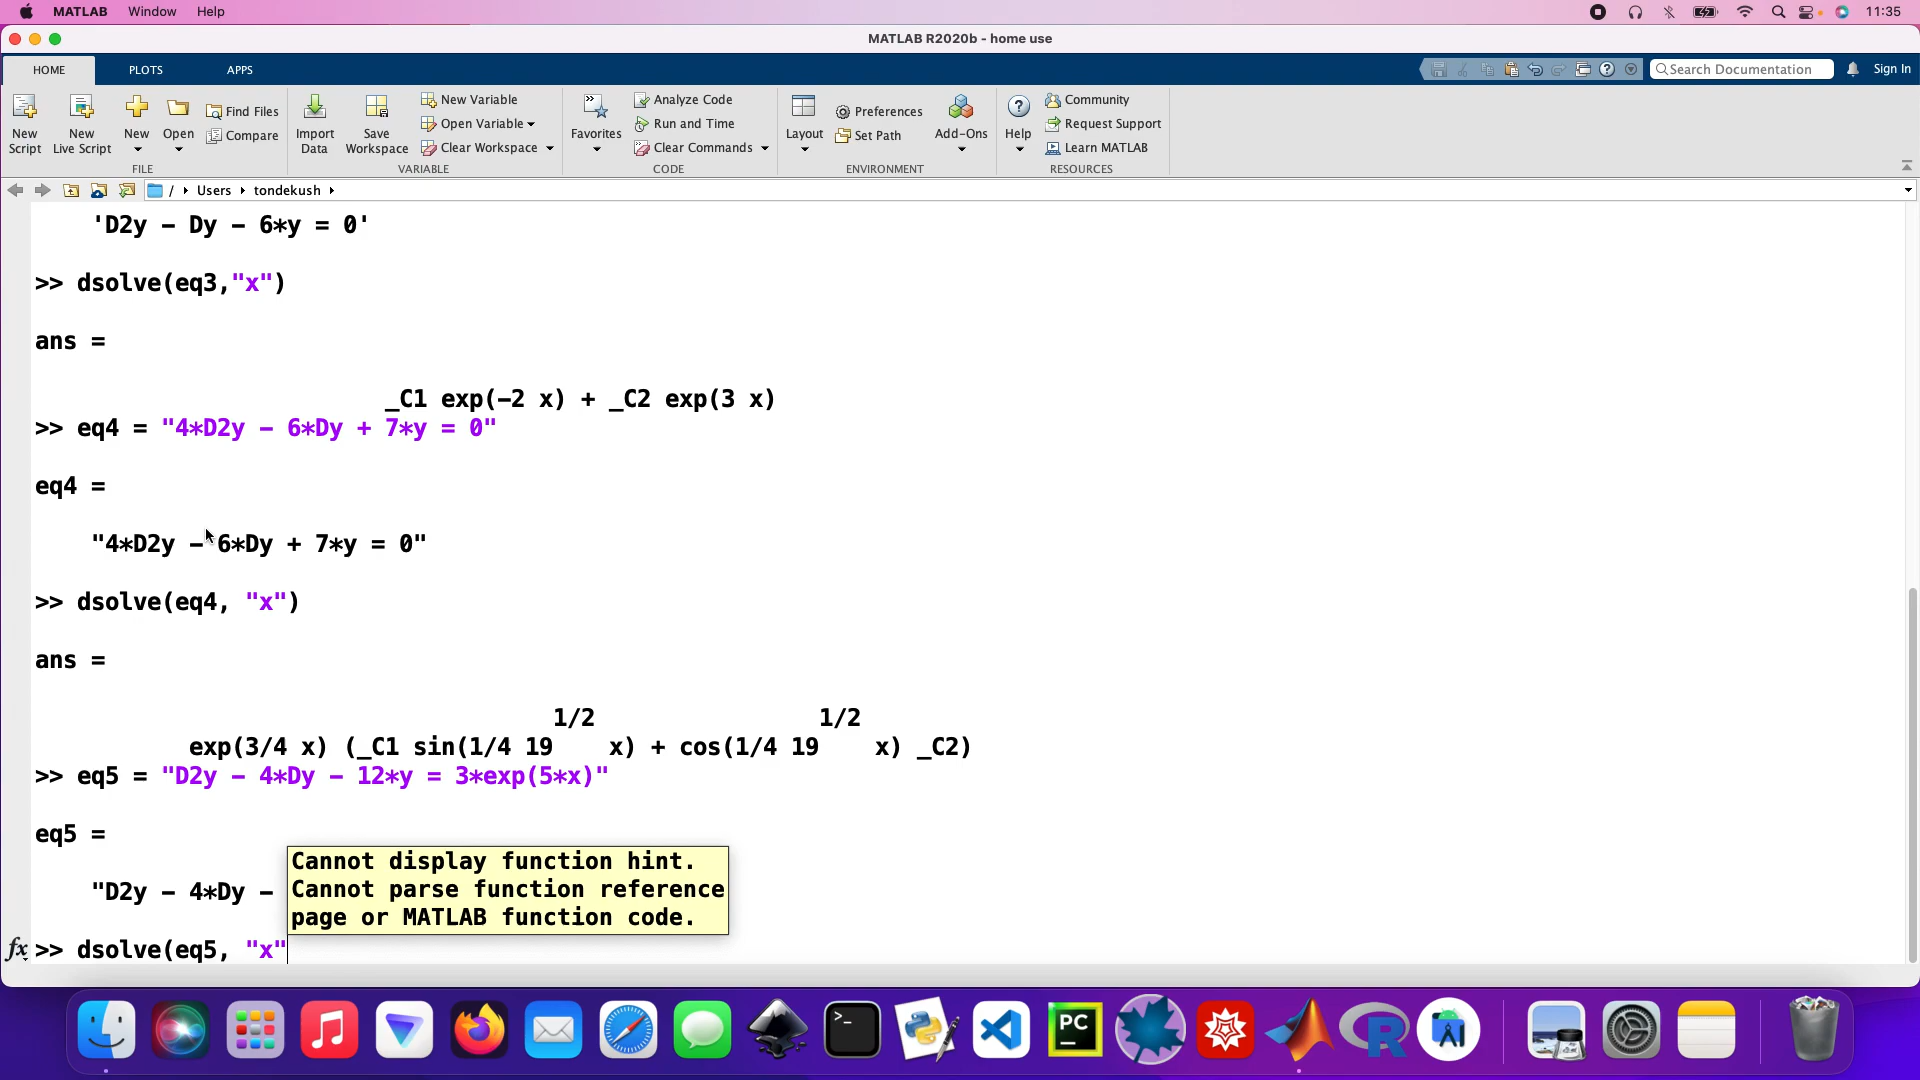 MATLAB Window Help 11:35
MATLAB R2020b - home use
HOME PLOTS APPS
Search Documentation Sign In
New Script
New Live Script
New
Open
Find Files
Compare
Import Data
Save Workspace
New Variable
Open Variable
Clear Workspace
Favorites
Analyze Code
Run and Time
Clear Commands
Layout
Preferences
Set Path
Add-Ons
Help
Community
Request Support
Learn MATLAB
FILE VARIABLE CODE ENVIRONMENT RESOURCES
/ Users tondekush
'D2y - Dy - 6*y = 0'
>> dsolve(eq3,"x")
ans =
_C1 exp(-2 x) + _C2 exp(3 x)
>> eq4 = "4*D2y - 6*Dy + 7*y = 0"
eq4 =
"4*D2y - 6*Dy + 7*y = 0"
>> dsolve(eq4, "x")
ans =
1/2 1/2
exp(3/4 x) (_C1 sin(1/4 19 x) + cos(1/4 19 x) _C2)
>> eq5 = "D2y - 4*Dy - 12*y = 3*exp(5*x)"
eq5 =
Cannot display function hint.
Cannot parse function reference
page or MATLAB function code.
"D2y - 4*Dy -
fx >> dsolve(eq5, "x"
>_
PC
R